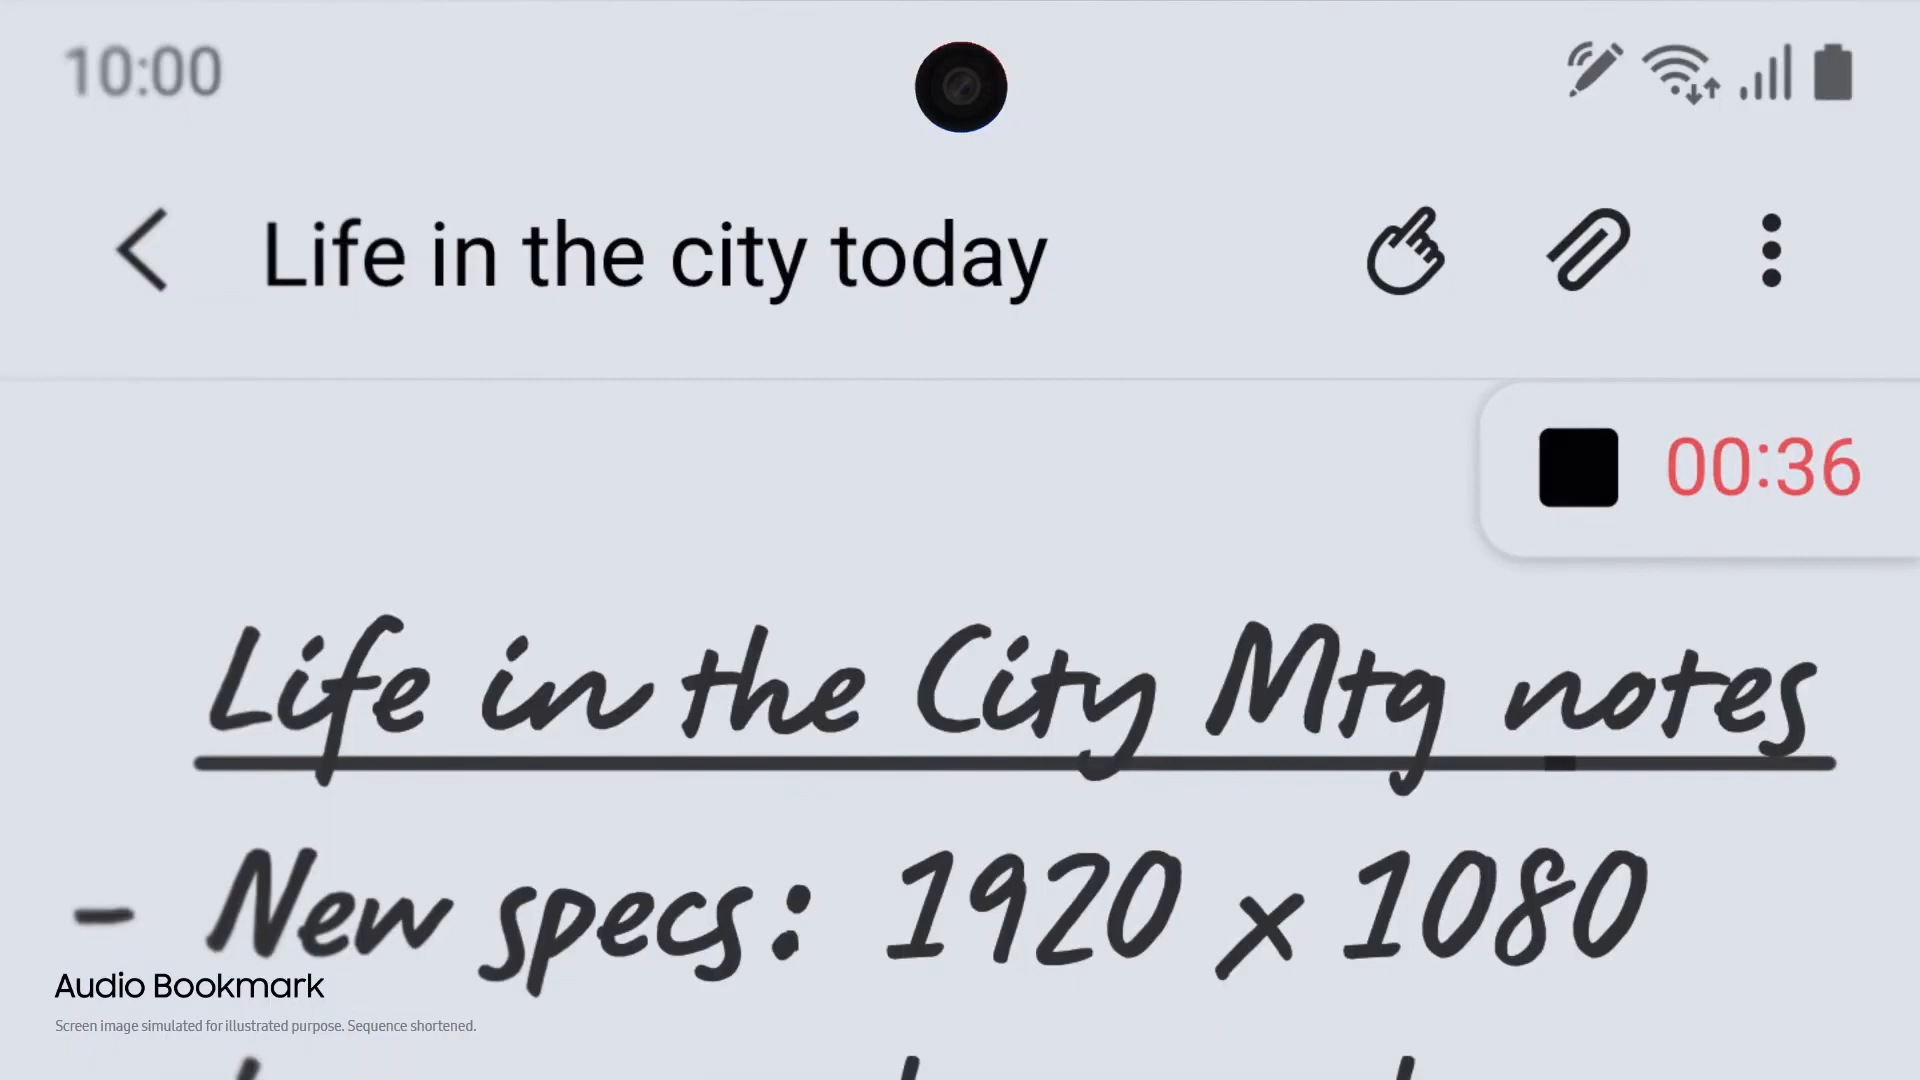 10:00
Life in the city today
00:36
Life in the City Mtg notes
- New specs: 1920 x 1080
Audio Bookmark
Screen image simulated for illustrated purpose. Sequence shortened.